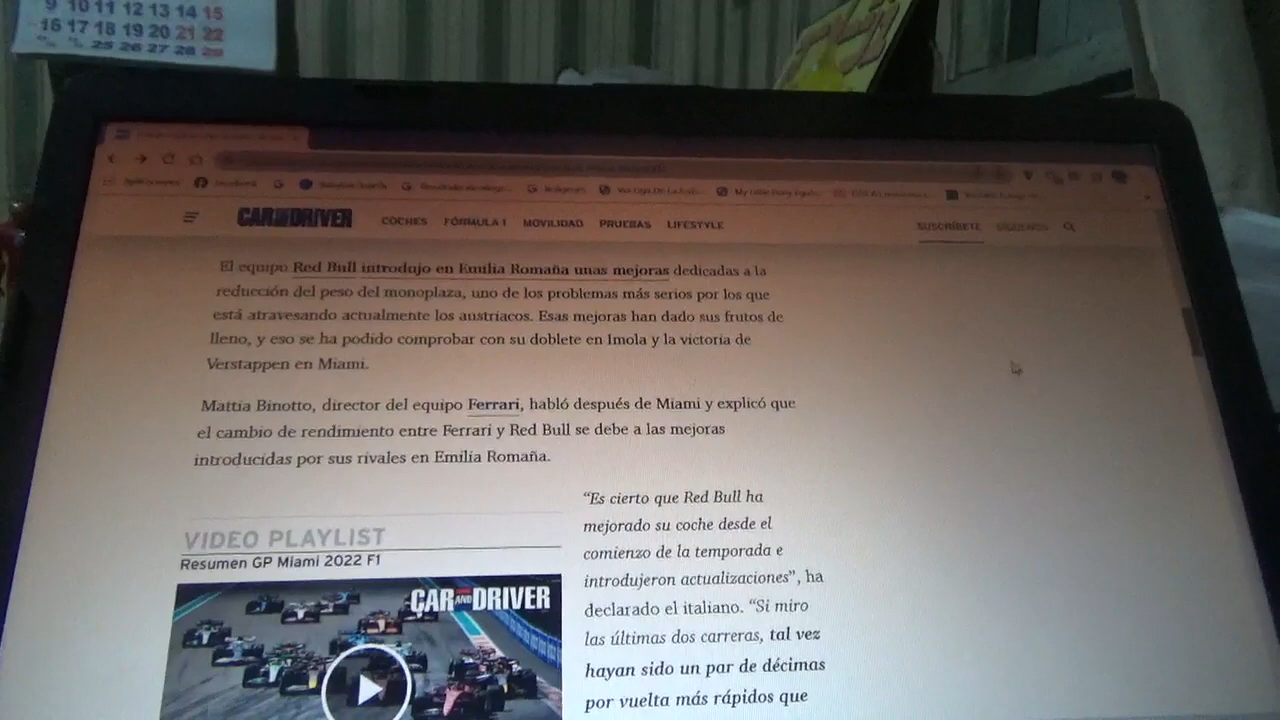 9 10 11 12 13 14 15
16 17 18 19 20 21 22
25 26 27 28 29
Facebook
G
G
CAR AND DRIVER
COCHES FÓRMULA 1 MOVILIDAD PRUEBAS LIFESTYLE
SUSCRÍBETE SÍGUENOS
El equipo Red Bull introdujo en Emilia Romaña unas mejoras dedicadas a la
reducción del peso del monoplaza, uno de los problemas más serios por los que
está atravesando actualmente los austríacos. Esas mejoras han dado sus frutos de
lleno, y eso se ha podido comprobar con su doblete en Imola y la victoria de
Verstappen en Miami.
Mattia Binotto, director del equipo Ferrari, habló después de Miami y explicó que
el cambio de rendimiento entre Ferrari y Red Bull se debe a las mejoras
introducidas por sus rivales en Emilia Romaña.
VIDEO PLAYLIST
Resumen GP Miami 2022 F1
CAR AND DRIVER
“Es cierto que Red Bull ha
mejorado su coche desde el
comienzo de la temporada e
introdujeron actualizaciones”, ha
declarado el italiano. “Si miro
las últimas dos carreras, tal vez
hayan sido un par de décimas
por vuelta más rápidos que